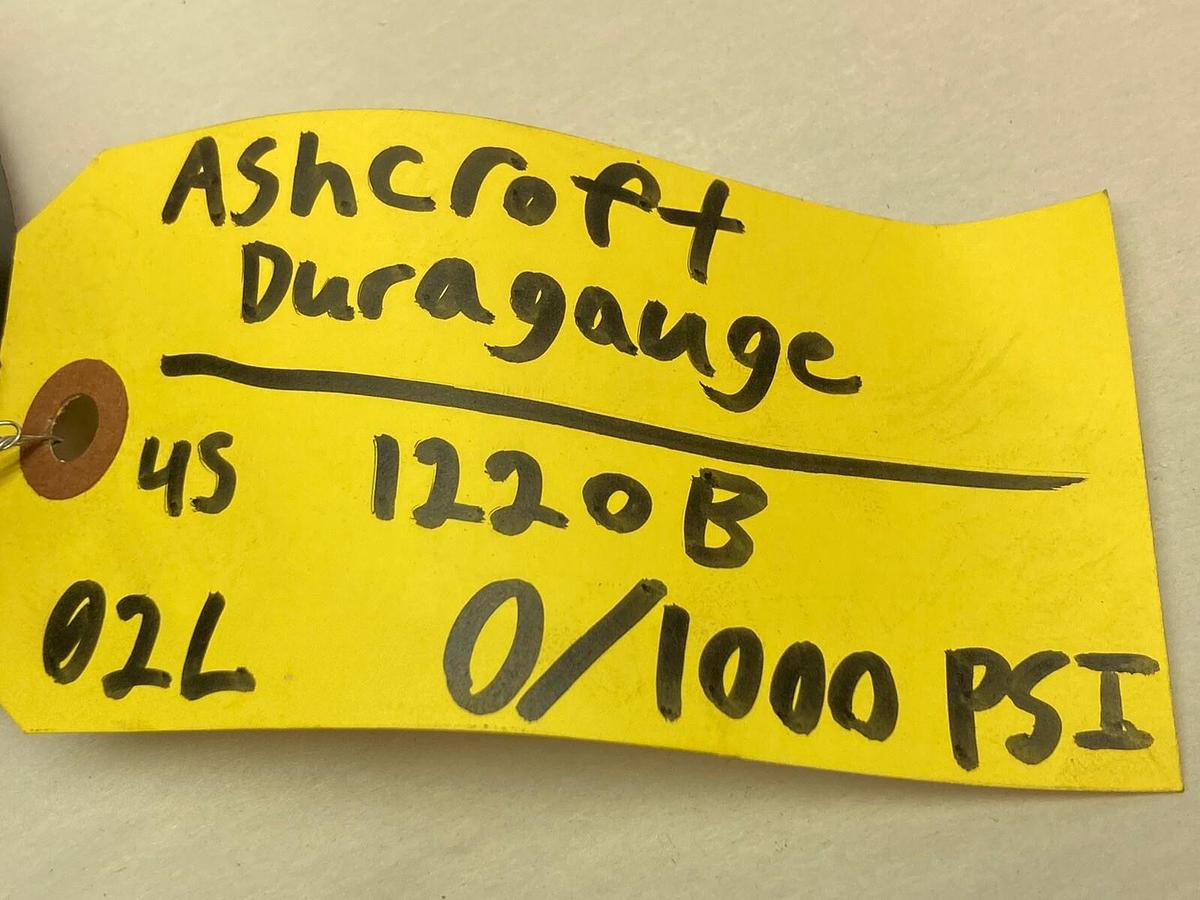 Ashcroft
Duragauge
45 1220B
02L 0/1000 PSI